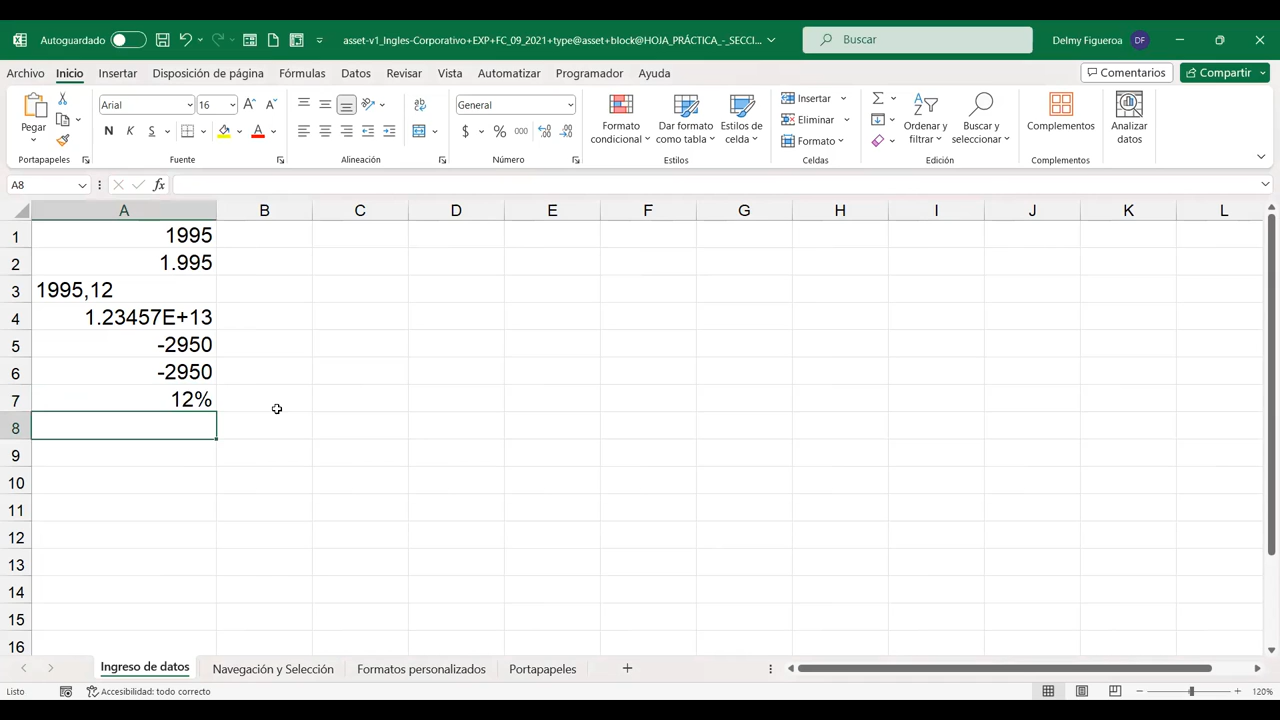 Autoguardado
asset-v1_Ingles-Corporativo+EXP+FC_09_2021+type@asset+block@HOJA_PRÁCTICA_-_SECCI...
Buscar
Delmy Figueroa DF
Archivo Inicio Insertar Disposición de página Fórmulas Datos Revisar Vista Automatizar Programador Ayuda Comentarios Compartir
Pegar Arial 16 General Insertar Eliminar Formato
N K S $ % 000
Formato condicional Dar formato como tabla Estilos de celda Ordenar y filtrar Buscar y seleccionar Complementos Analizar datos
Portapapeles Fuente Alineación Número Estilos Celdas Edición Complementos
A8 fx
A B C D E F G H I J K L
1 1995
2 1.995
3 1995,12
4 1.23457E+13
5 -2950
6 -2950
7 12%
8
9
10
11
12
13
14
15
16
Ingreso de datos Navegación y Selección Formatos personalizados Portapapeles
Listo Accesibilidad: todo correcto 120%